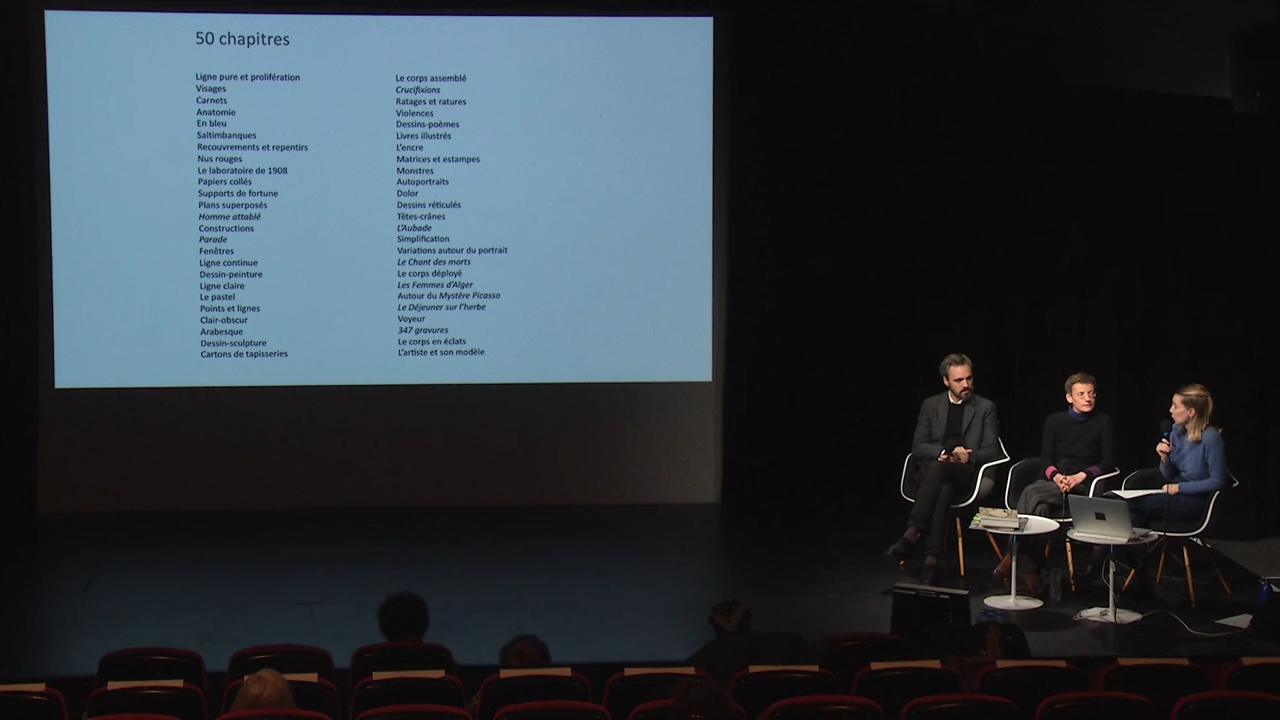 50 chapitres
Ligne pure et prolifération
Visages
Carnets
Anatomie
En bleu
Saltimbanques
Recouvrements et repentirs
Nus rouges
Le laboratoire de 1908
Papiers collés
Supports de fortune
Plans superposés
Homme attablé
Constructions
Parade
Fenêtres
Ligne continue
Dessin-peinture
Ligne claire
Le pastel
Points et lignes
Clair-obscur
Arabesque
Dessin-sculpture
Cartons de tapisseries
Le corps assemblé
Crucifixions
Ratages et ratures
Violences
Dessins-poèmes
Livres illustrés
L'encre
Matrices et estampes
Monstres
Autoportraits
Dolor
Dessins réticulés
Têtes-crânes
L'Aubade
Simplification
Variations autour du portrait
Le Chant des morts
Le corps déployé
Les Femmes d'Alger
Autour du Mystère Picasso
Le Déjeuner sur l'herbe
Voyeur
347 gravures
Le corps en éclats
L'artiste et son modèle